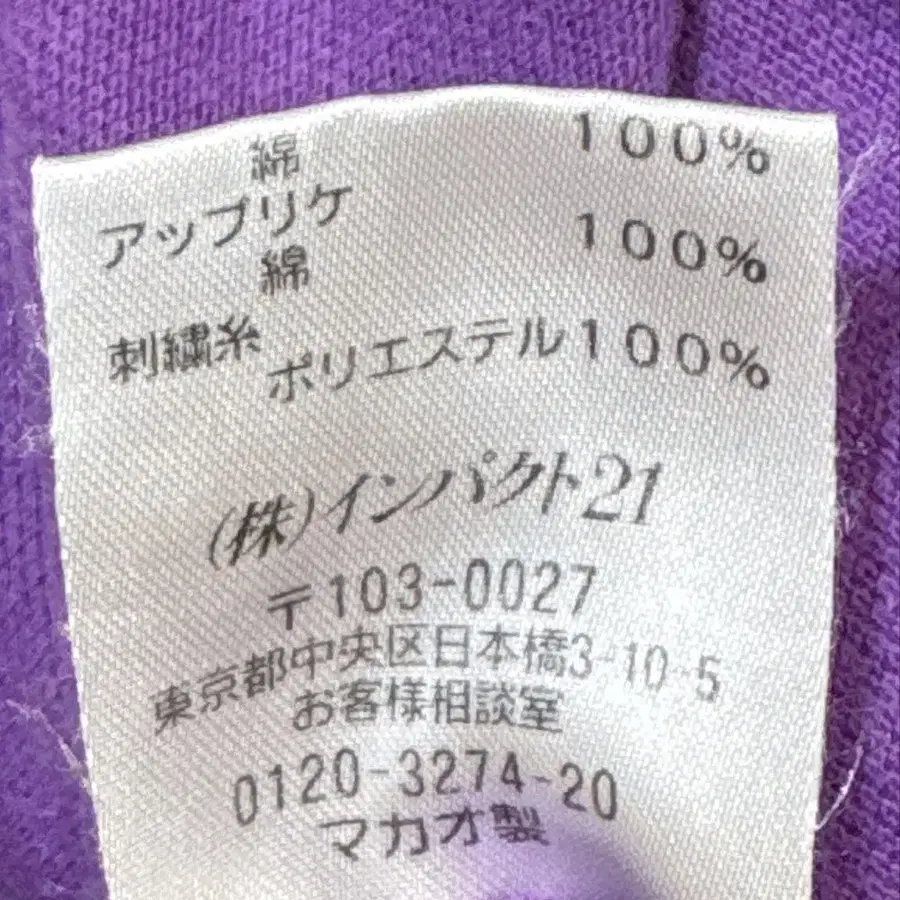 綿 100%
アップリケ
綿 100%
刺繍糸
ポリエステル100%
(株)インパクト21
〒103-0027
東京都中央区日本橋3-10-5
お客様相談室
0120-3274-20
マカオ製